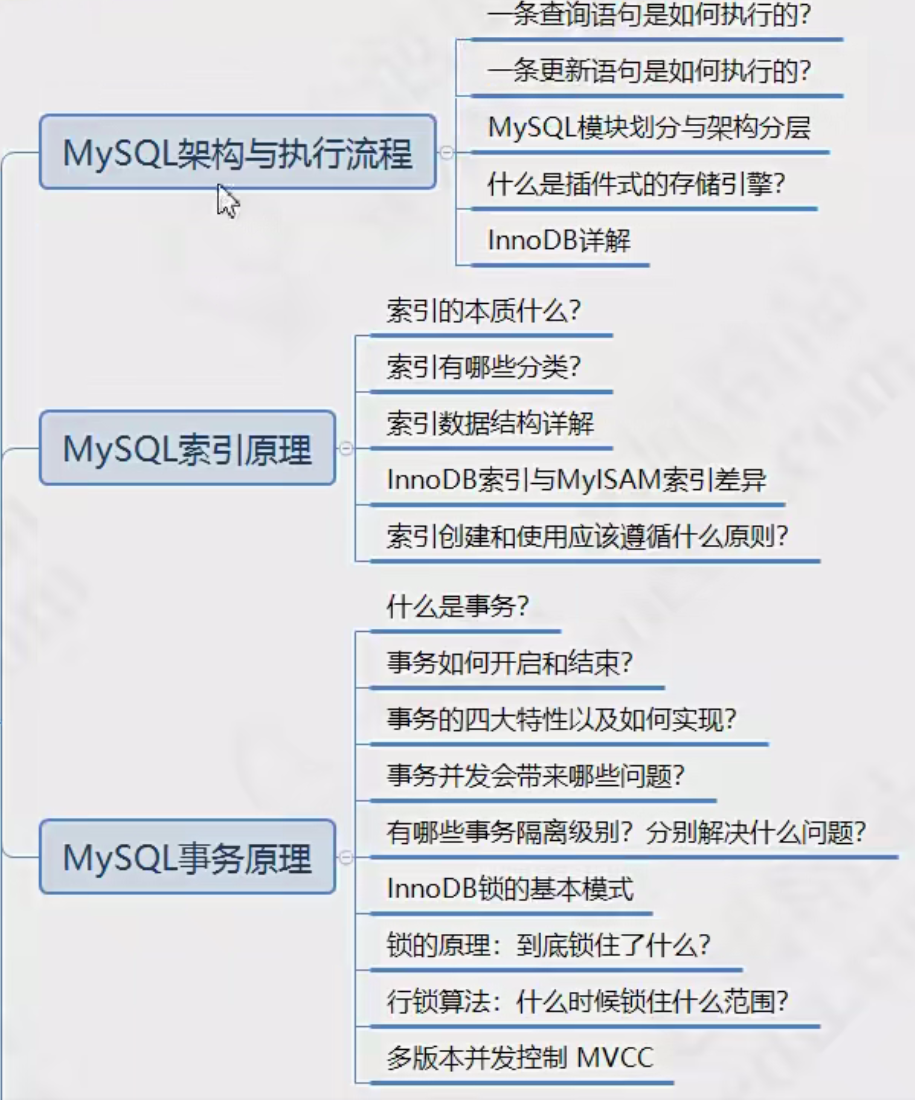 一条查询语句是如何执行的？
一条更新语句是如何执行的？
MySQL架构与执行流程
MySQL模块划分与架构分层
什么是插件式的存储引擎？
InnoDB详解
索引的本质什么？
索引有哪些分类？
MySQL索引原理
索引数据结构详解
InnoDB索引与MyISAM索引差异
索引创建和使用应该遵循什么原则？
什么是事务？
事务如何开启和结束？
事务的四大特性以及如何实现？
事务并发会带来哪些问题？
MySQL事务原理
有哪些事务隔离级别？分别解决什么问题？
InnoDB锁的基本模式
锁的原理：到底锁住了什么？
行锁算法：什么时候锁住什么范围？
多版本并发控制 MVCC